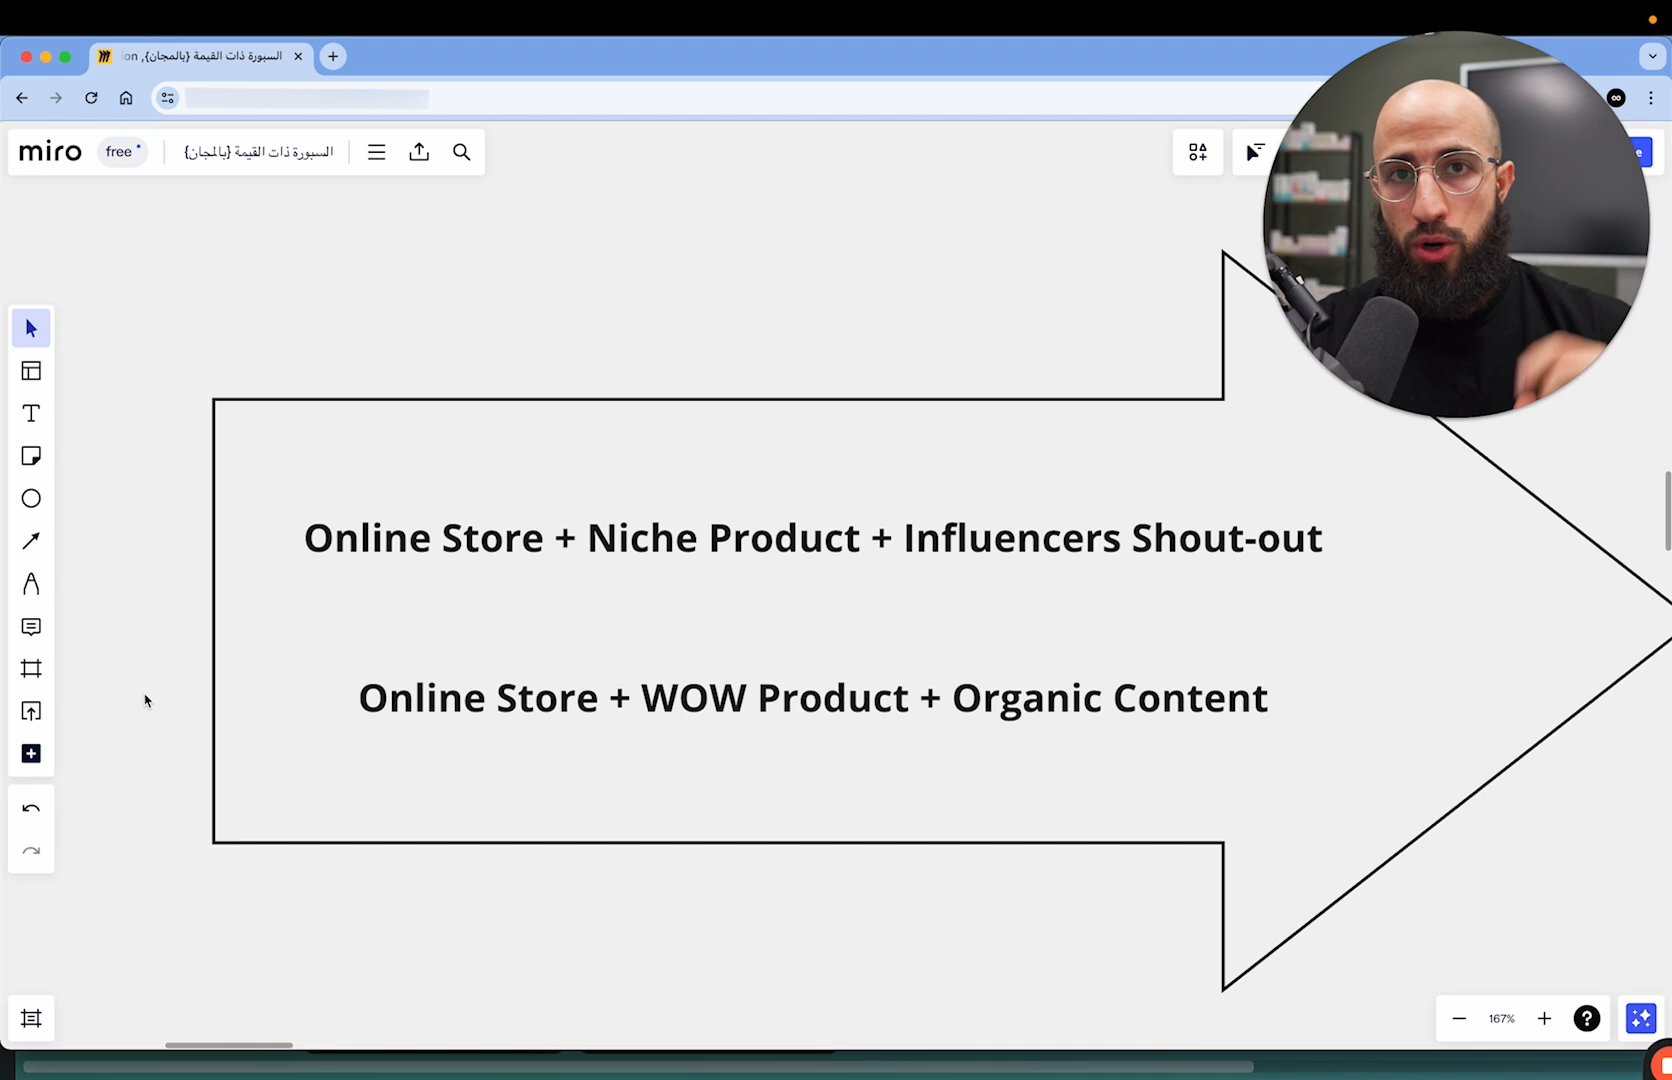 السبورة ذات القيمة {بالمجان}, ion
miro
free
السبورة ذات القيمة {بالمجان}
e
Online Store + Niche Product + Influencers Shout-out
Online Store + WOW Product + Organic Content
167%